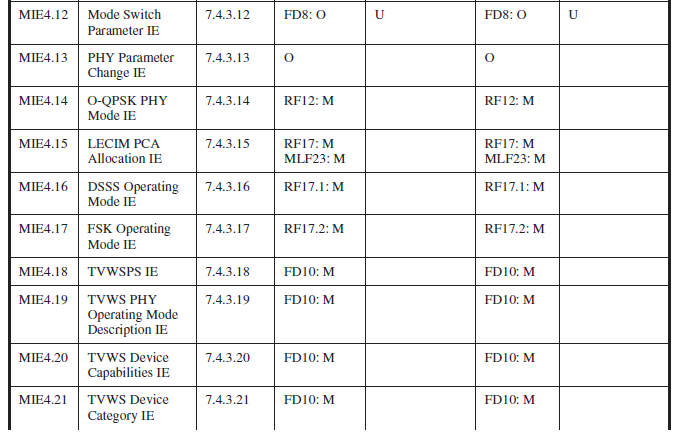 MIE4.12 Mode Switch 7.4.3.12 FD8: O U FD8: O U
Parameter IE
MIE4.13 PHY Parameter 7.4.3.13 O O
Change IE
MIE4.14 O-QPSK PHY 7.4.3.14 RF12: M RF12: M
Mode IE
MIE4.15 LECIM PCA 7.4.3.15 RF17: M RF17: M
Allocation IE MLF23: M MLF23: M
MIE4.16 DSSS Operating 7.4.3.16 RF17.1: M RF17.1: M
Mode IE
MIE4.17 FSK Operating 7.4.3.17 RF17.2: M RF17.2: M
Mode IE
MIE4.18 TVWSPS IE 7.4.3.18 FD10: M FD10: M
MIE4.19 TVWS PHY 7.4.3.19 FD10: M FD10: M
Operating Mode
Description IE
MIE4.20 TVWS Device 7.4.3.20 FD10: M FD10: M
Capabilities IE
MIE4.21 TVWS Device 7.4.3.21 FD10: M FD10: M
Category IE